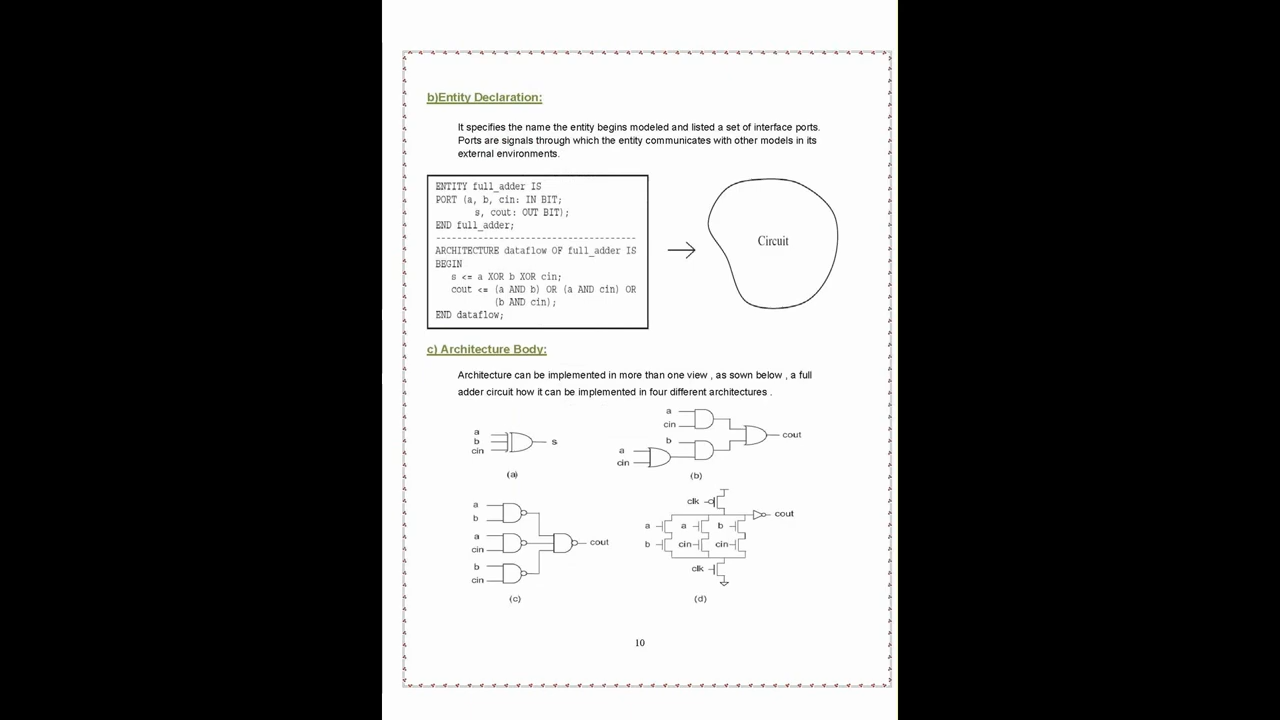 b)Entity Declaration:
It specifies the name the entity begins modeled and listed a set of interface ports.
Ports are signals through which the entity communicates with other models in its
external environments.
ENTITY full_adder IS
PORT (a, b, cin: IN BIT;
s, cout: OUT BIT);
END full_adder;
----------------------------------------
ARCHITECTURE dataflow OF full_adder IS
BEGIN
s <= a XOR b XOR cin;
cout <= (a AND b) OR (a AND cin) OR
(b AND cin);
END dataflow;
Circuit
c) Architecture Body:
Architecture can be implemented in more than one view , as sown below , a full
adder circuit how it can be implemented in four different architectures .
a
b
cin
s
(a)
a
cin
b
a
cin
cout
(b)
a
b
a
cin
b
cin
cout
(c)
clk
cout
a a b
b cin cin
clk
(d)
10